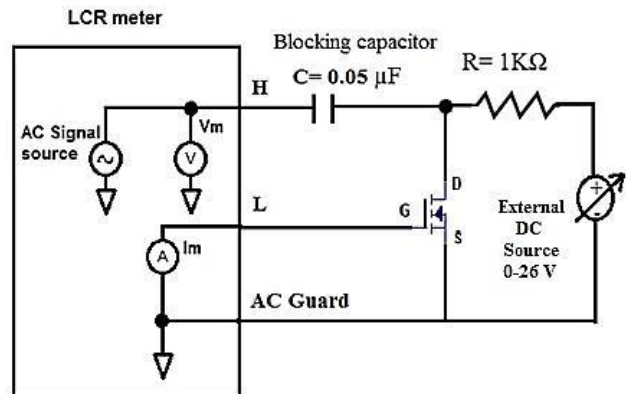 LCR meter
Blocking capacitor
C= 0.05 µF
R= 1KΩ
H
Vm
AC Signal
source
V
L
A
Im
D
G
S
+
-
External
DC
Source
0-26 V
AC Guard